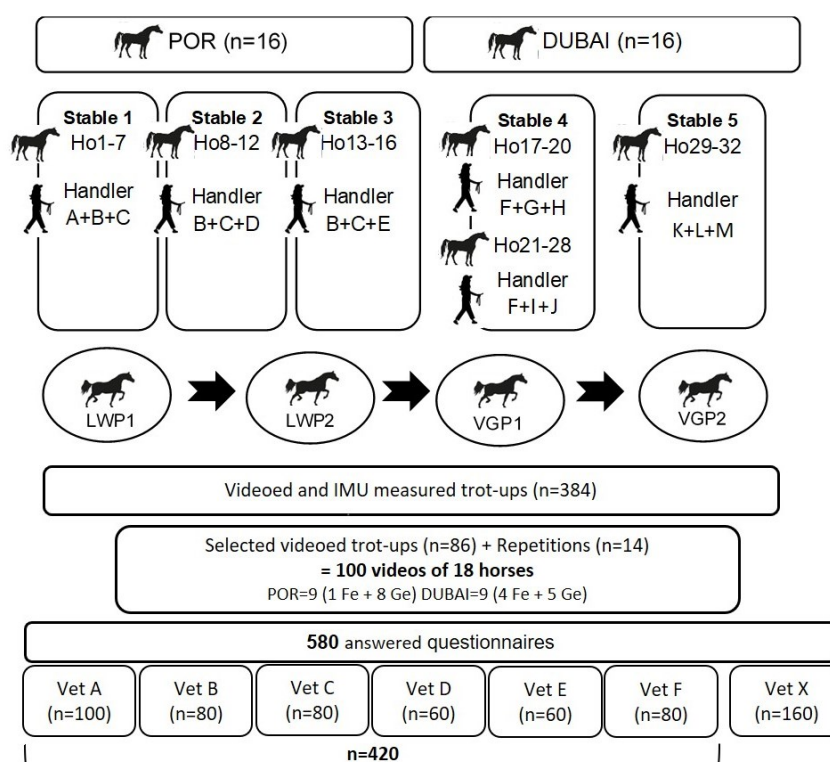 POR (n=16)
DUBAI (n=16)
Stable 1
Ho1-7
Handler
A+B+C
Stable 2
Ho8-12
Handler
B+C+D
Stable 3
Ho13-16
Handler
B+C+E
Stable 4
Ho17-20
Handler
F+G+H
Ho21-28
Handler
F+I+J
Stable 5
Ho29-32
Handler
K+L+M
LWP1
LWP2
VGP1
VGP2
Videoed and IMU measured trot-ups (n=384)
Selected videoed trot-ups (n=86) + Repetitions (n=14)
= 100 videos of 18 horses
POR=9 (1 Fe + 8 Ge) DUBAI=9 (4 Fe + 5 Ge)
580 answered questionnaires
Vet A
(n=100)
Vet B
(n=80)
Vet C
(n=80)
Vet D
(n=60)
Vet E
(n=60)
Vet F
(n=80)
Vet X
(n=160)
n=420